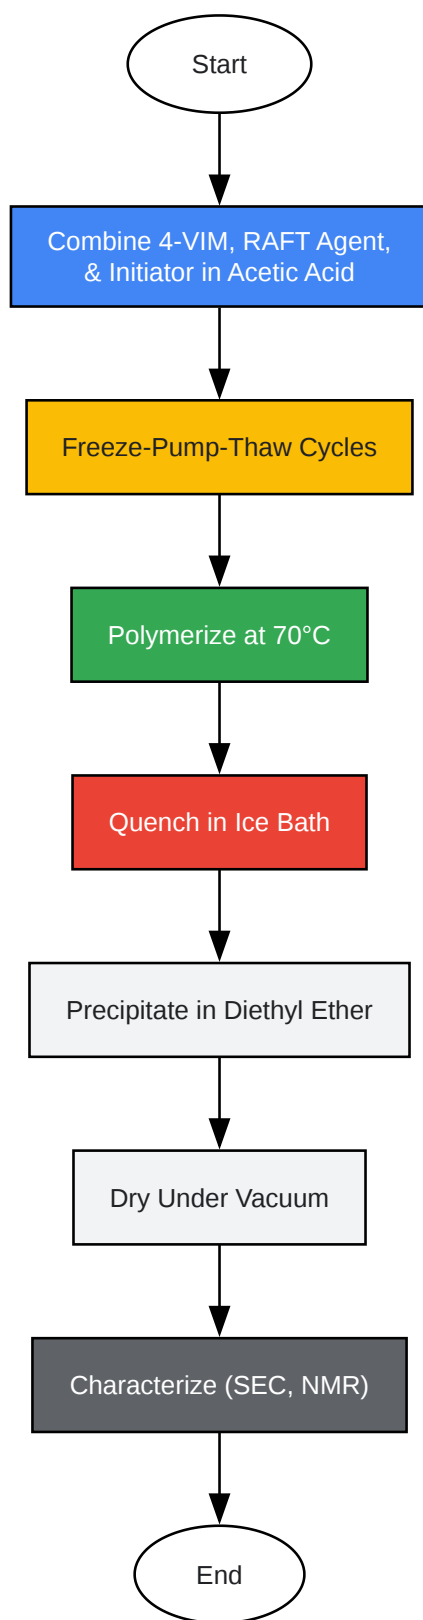 Start
Combine 4-VIM, RAFT Agent,
& Initiator in Acetic Acid
Freeze-Pump-Thaw Cycles
Polymerize at 70°C
Quench in Ice Bath
Precipitate in Diethyl Ether
Dry Under Vacuum
Characterize (SEC, NMR)
End